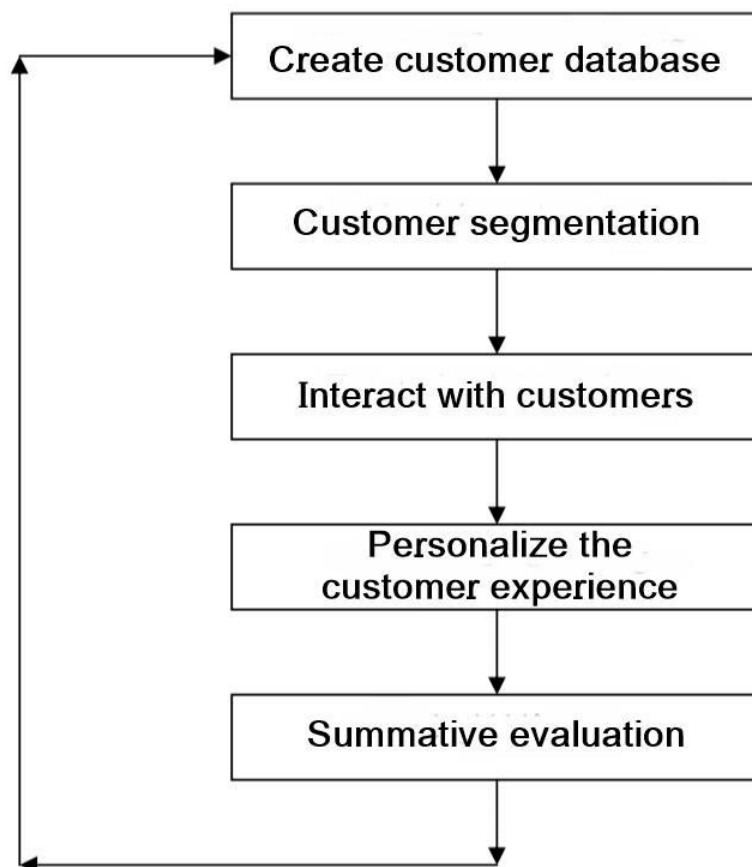 Create customer database
Customer segmentation
Interact with customers
Personalize the
customer experience
Summative evaluation